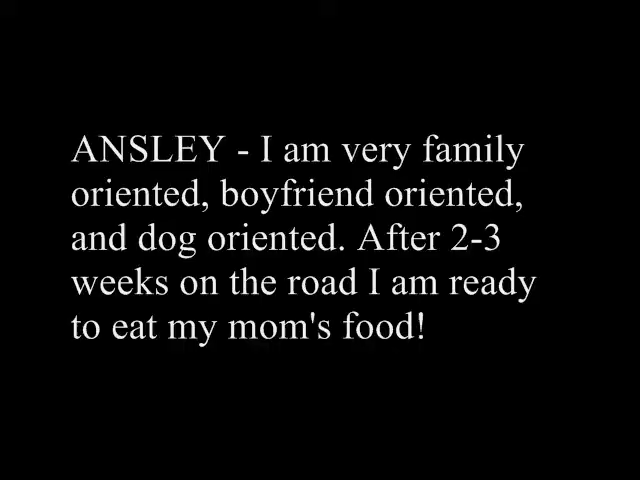 ANSLEY - I am very family
oriented, boyfriend oriented,
and dog oriented. After 2-3
weeks on the road I am ready
to eat my mom's food!